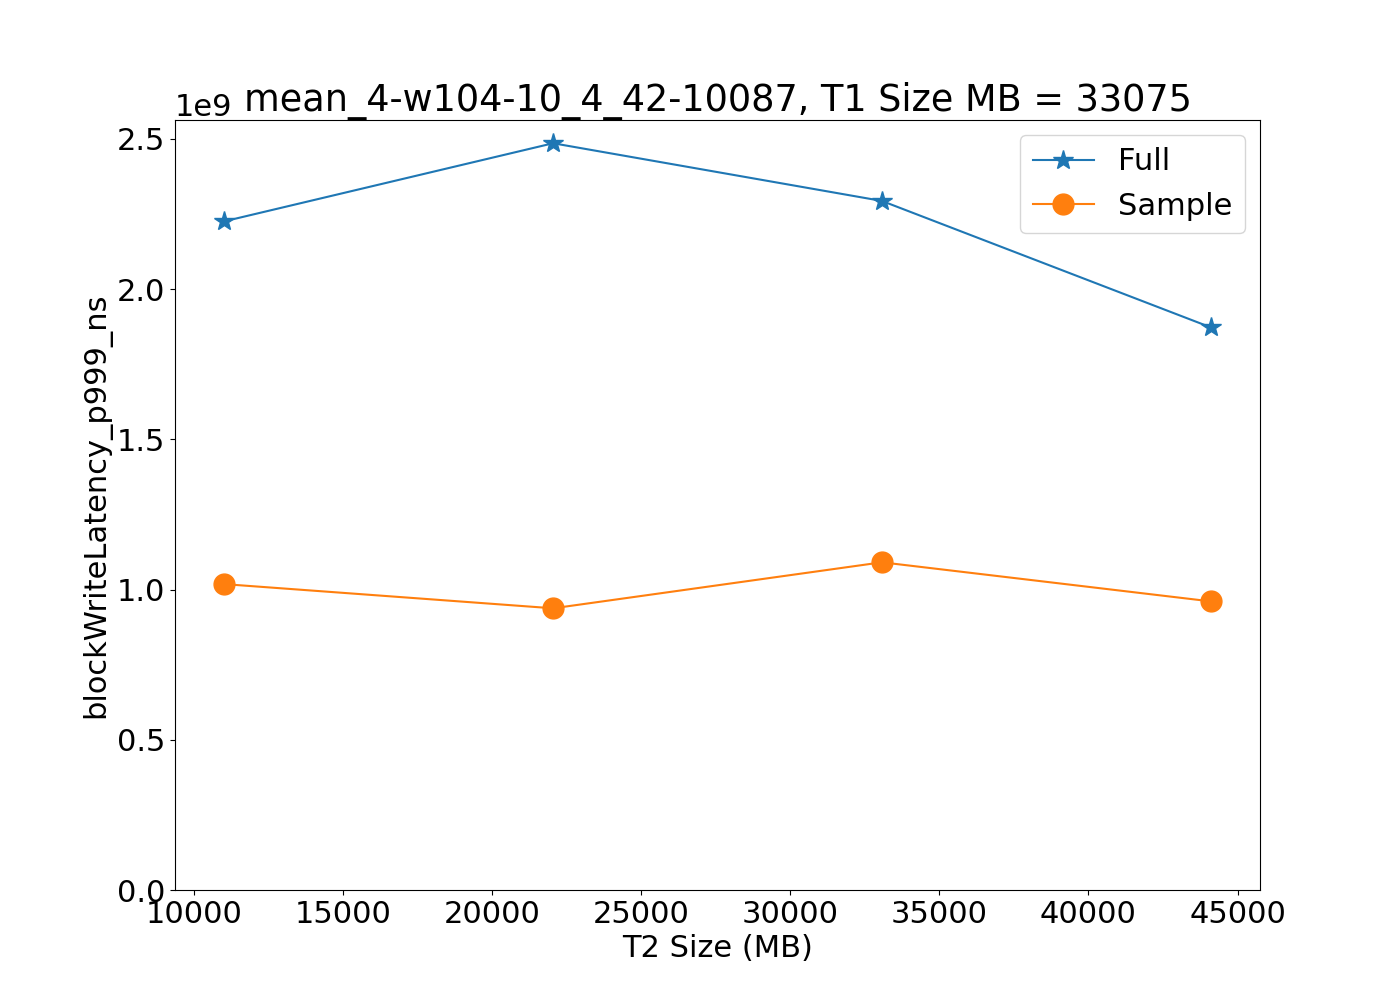 1e9
mean_4-w104-10_4_42-10087, T1 Size MB = 33075
2.5
2.0
1.5
1.0
0.5
0.0
blockWriteLatency_p999_ns
Full
Sample
10000 15000 20000 25000 30000 35000 40000 45000
T2 Size (MB)